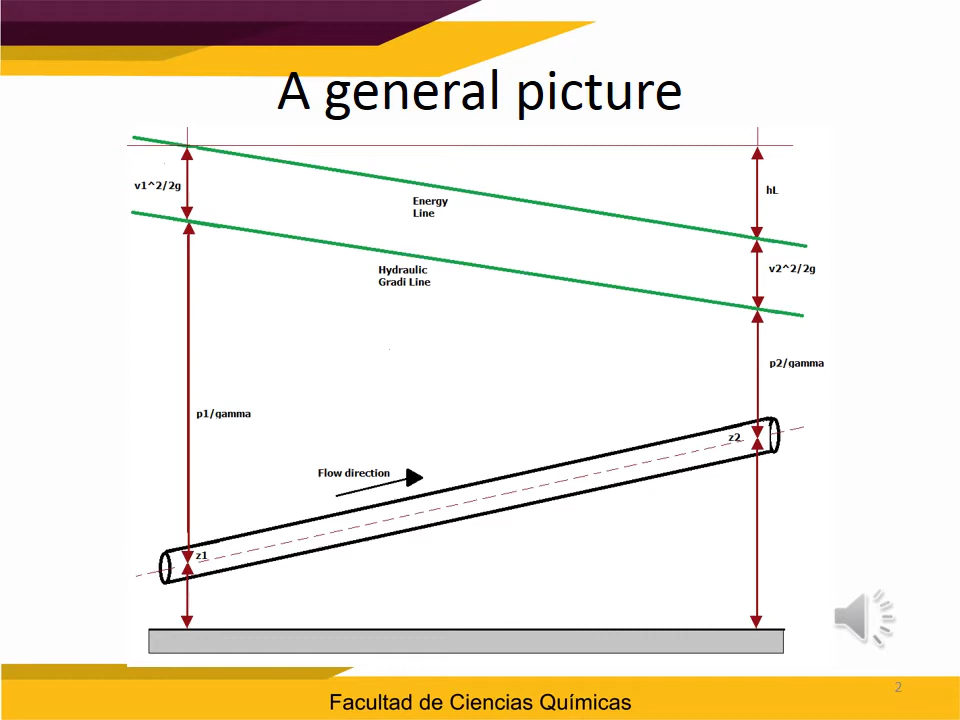 A general picture
v1^2/2g
hL
Energy
Line
v2^2/2g
Hydraulic
Gradi Line
p2/gamma
p1/gamma
z2
Flow direction
z1
2
Facultad de Ciencias Químicas